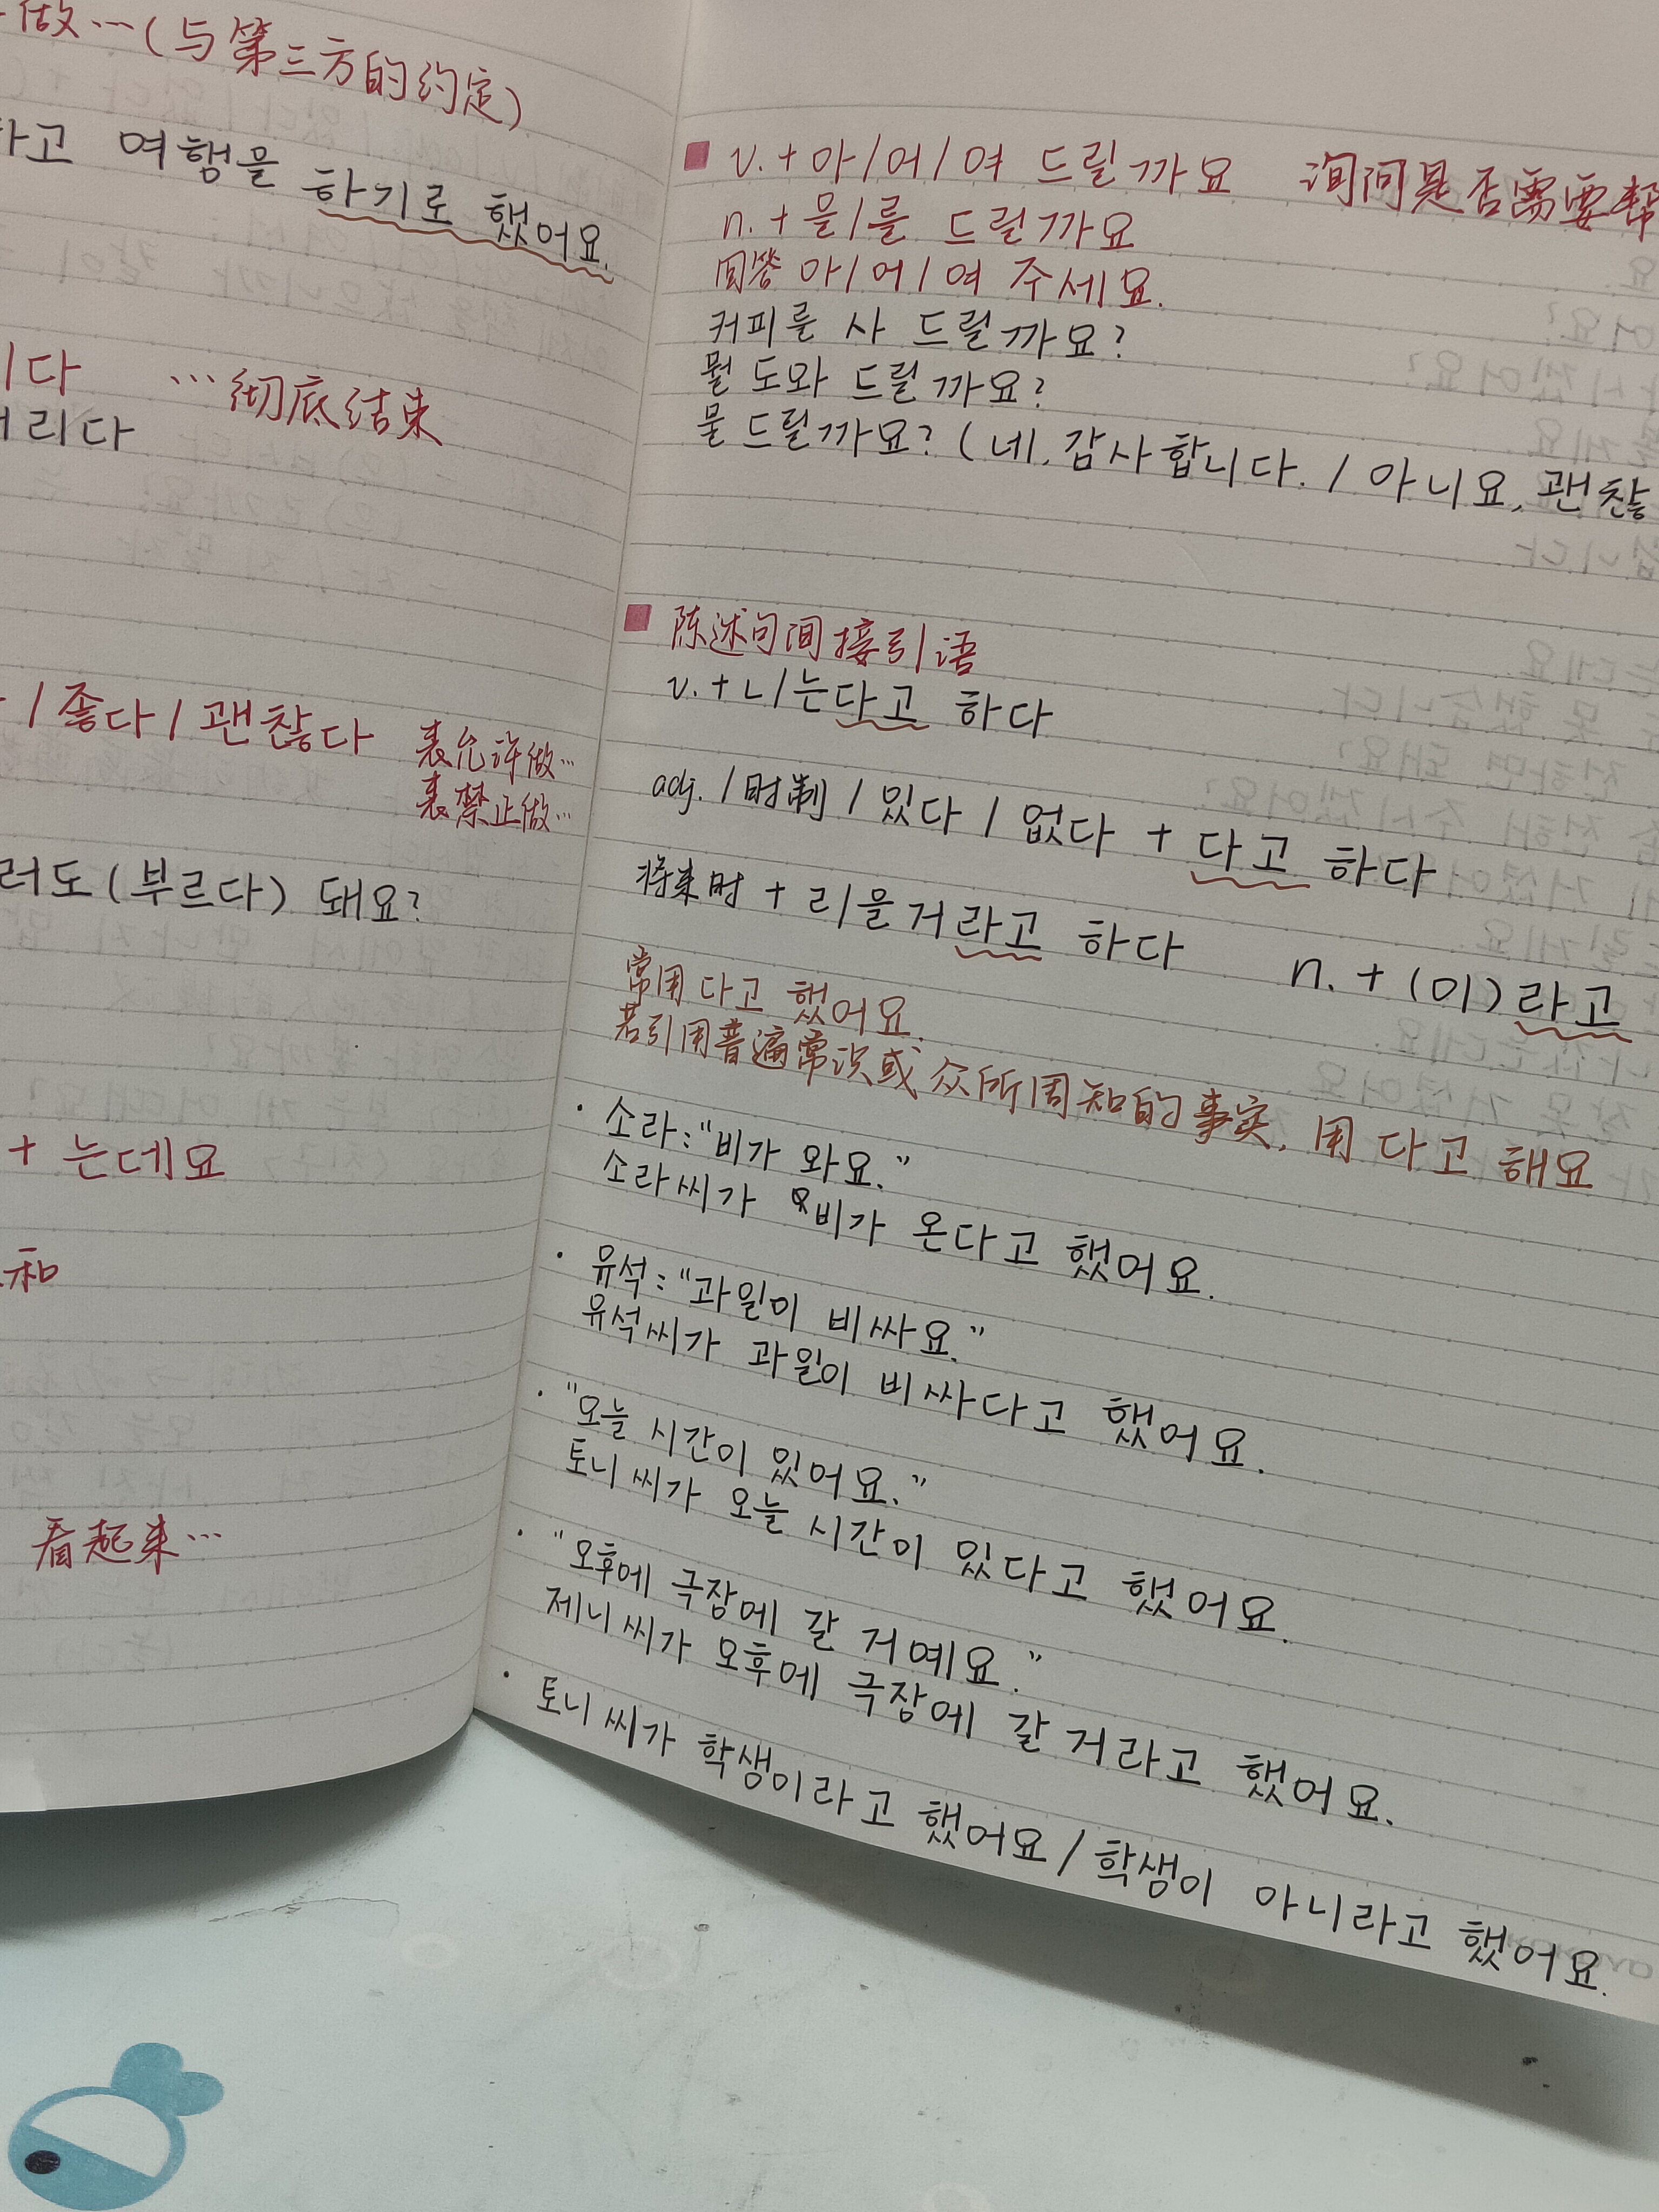 做…(与第三方的约定)
하고 여행을 하기로 했어요.
…彻底结束
리다
/좋다/괜찮다 表允许做…
表禁止做…
러도(부르다) 돼요?
+ 는데요
和
看起来…
v.+아/어/여 드릴까요 询问是否需要帮
n.+을/를 드릴까요
回答 아/어/여 주세요.
커피를 사 드릴까요?
뭘 도와 드릴까요?
물 드릴까요? (네, 감사합니다. / 아니요, 괜찮
陈述句间接引语
v.+ㄴ/는다고 하다
adj./时制/있다/없다 + 다고 하다
将来时 + ㄹ/을거라고 하다 n.+(이)라고
常用 다고 했어요
若引用普遍常识或众所周知的事实, 用 다고 해요
· 소라:"비가 와요."
소라씨가 비가 온다고 했어요.
· 유석:"과일이 비싸요."
유석씨가 과일이 비싸다고 했어요.
· "오늘 시간이 있어요."
토니씨가 오늘 시간이 있다고 했어요.
· "오후에 극장에 갈 거예요."
제니씨가 오후에 극장에 갈 거라고 했어요.
· 토니씨가 학생이라고 했어요/학생이 아니라고 했어요.